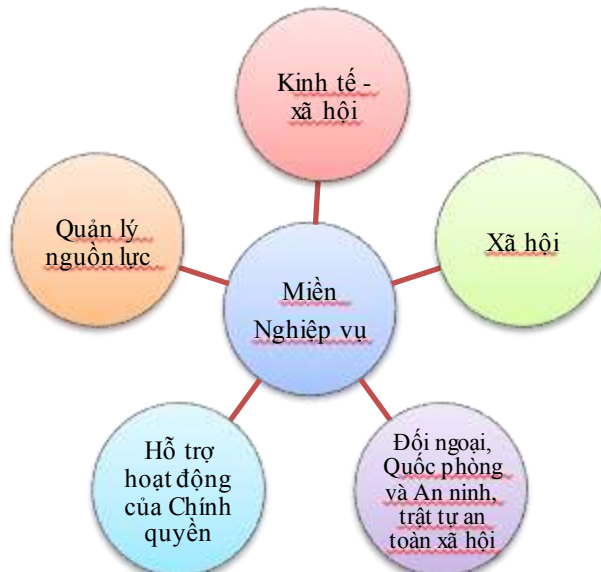 Kinh tế -
xã hội
Quản lý
nguồn lực
Xã hội
Miền
Nghiệp vụ
Hỗ trợ
hoạt động
của Chính
quyền
Đối ngoại,
Quốc phòng
và An ninh,
trật tự an
toàn xã hội